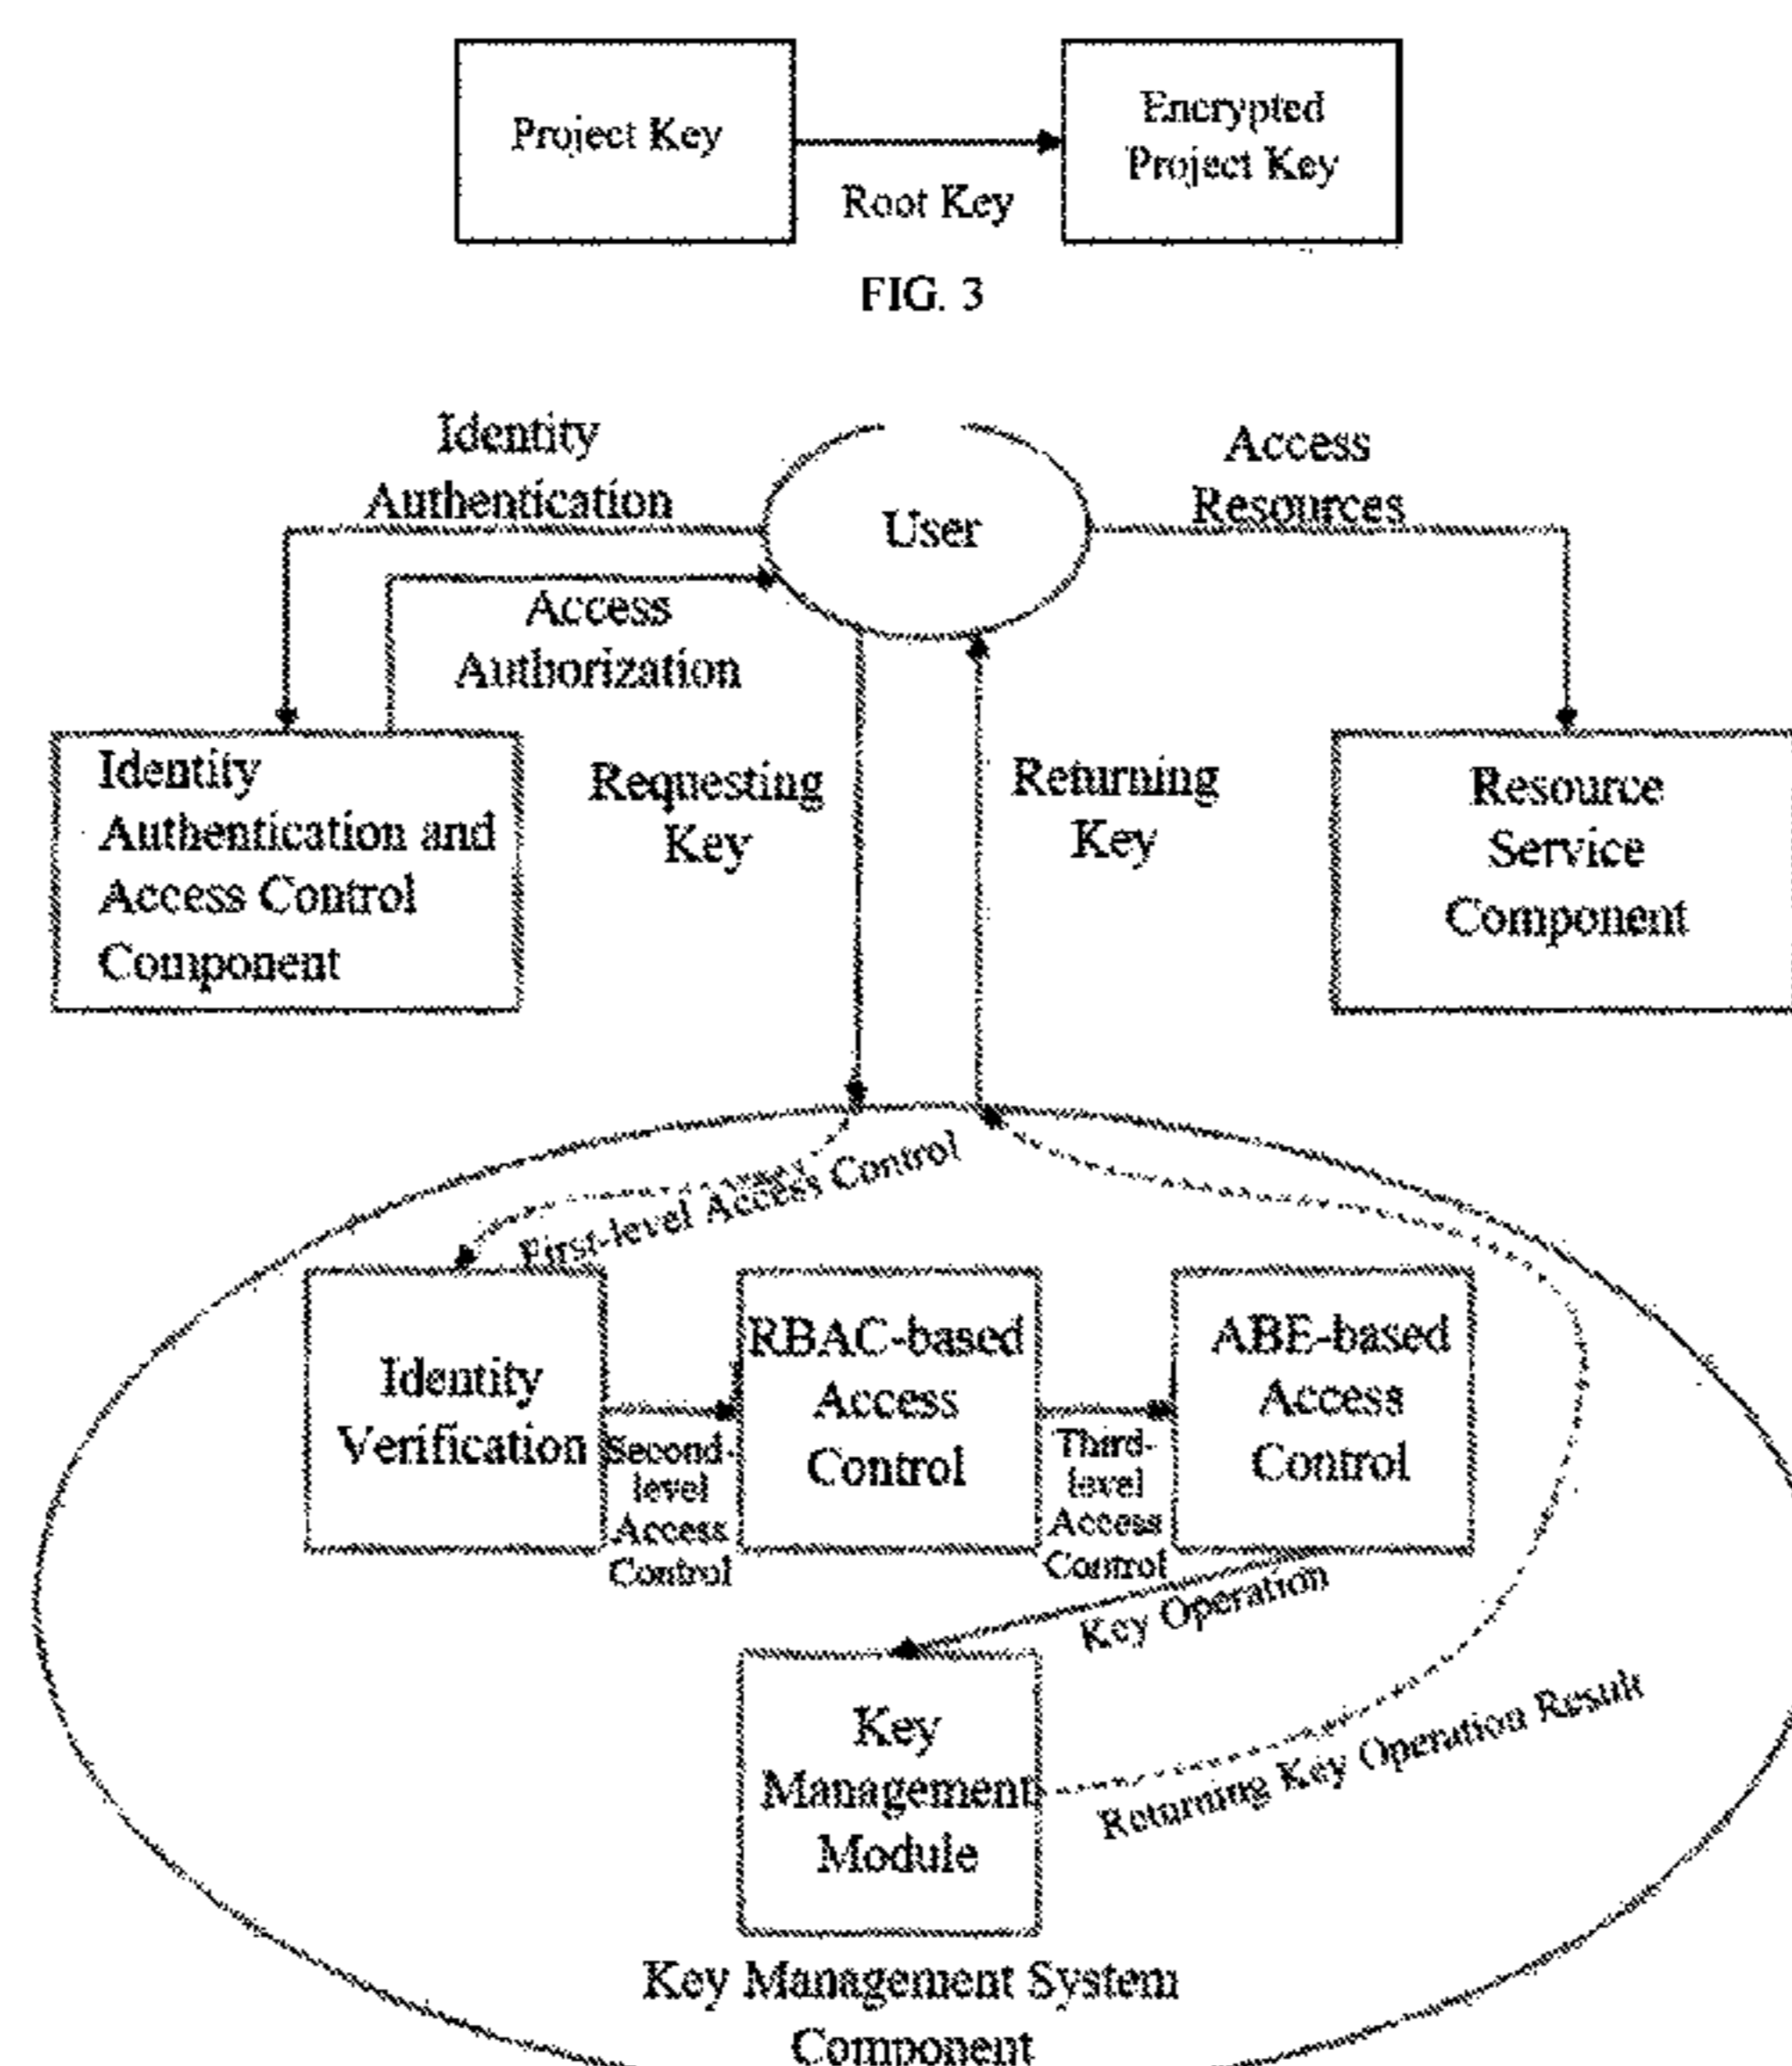 Project Key
Root Key
Encrypted
Project Key
FIG. 3
Identity
Authentication
User
Access
Resources
Access
Authorization
Identity
Authentication and
Access Control
Component
Requesting
Key
Returning
Key
Resource
Service
Component
First-level Access Control
Identity
Verification
Second-
level
Access
Control
RBAC-based
Access
Control
Third-
level
Access
Control
ABE-based
Access
Control
Key Operation
Key
Management
Module
Returning Key Operation Result
Key Management System
Component